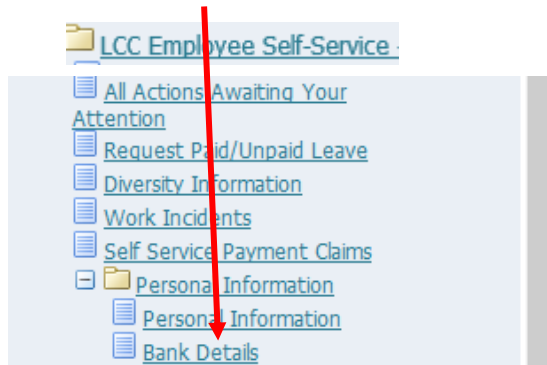 LCC Employee Self-Service -
All Actions Awaiting Your
Attention
Request Paid/Unpaid Leave
Diversity Information
Work Incidents
Self Service Payment Claims
Personal Information
Personal Information
Bank Details